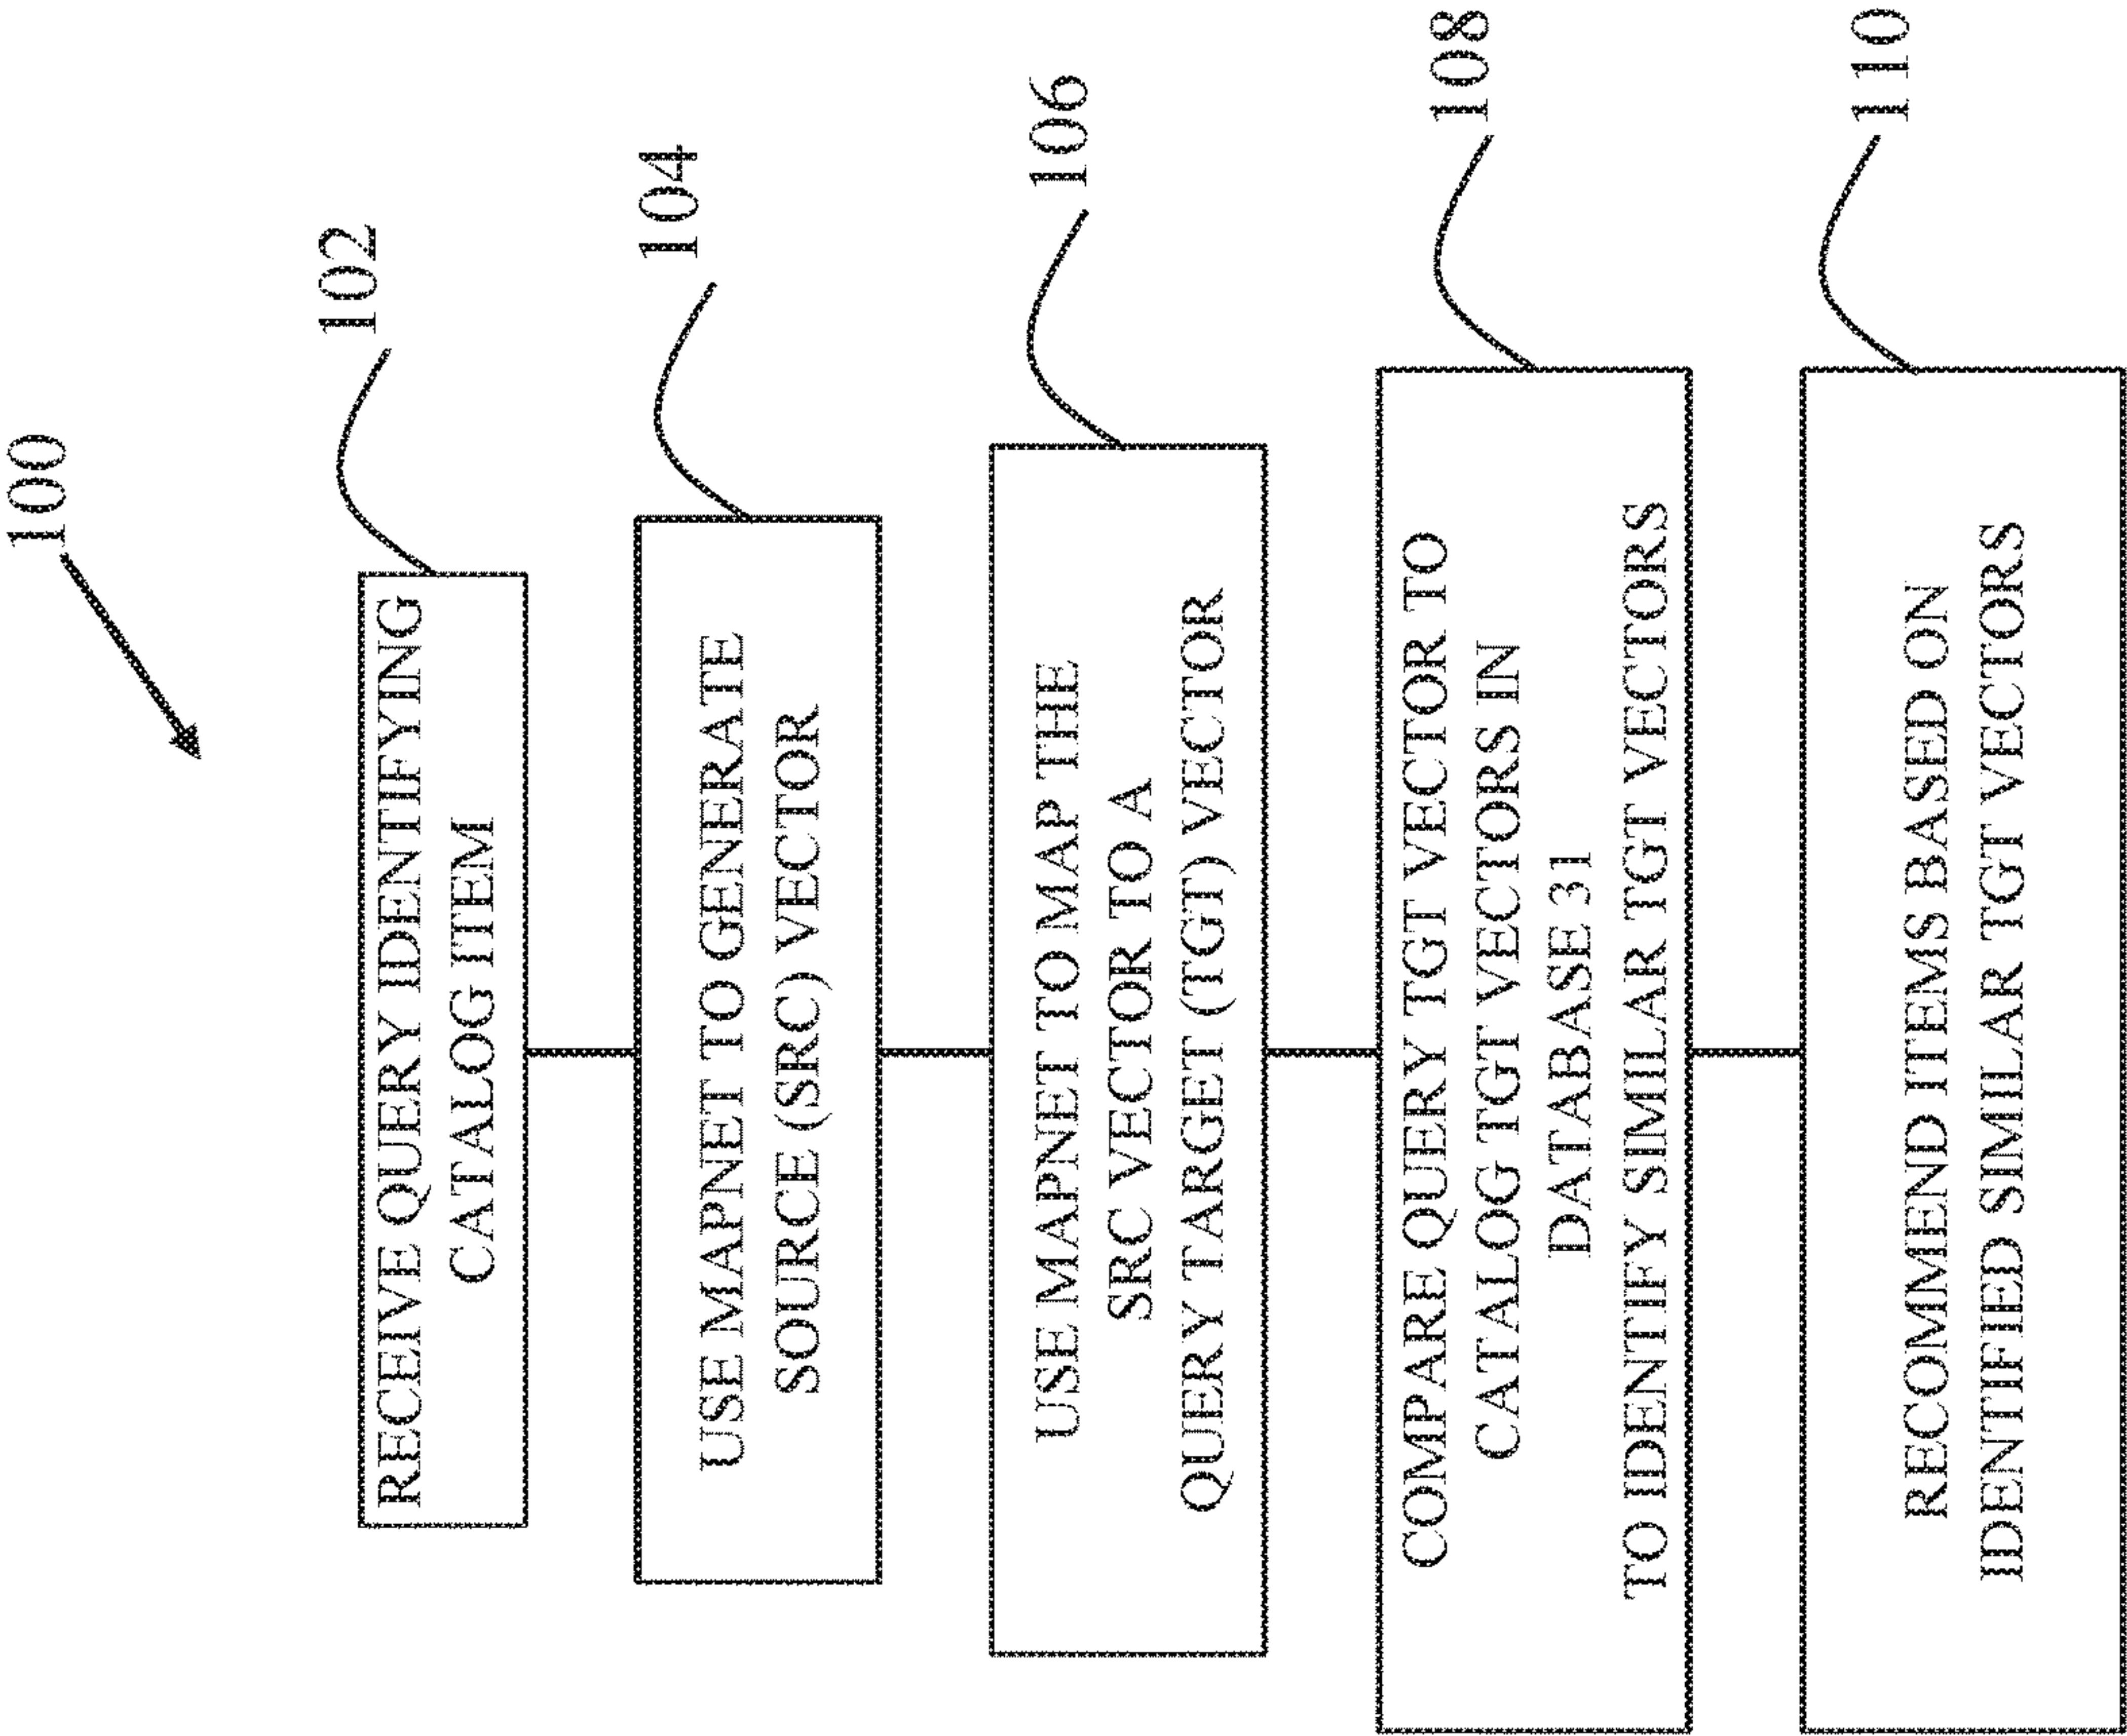 100
102
RECEIVE QUERY IDENTIFYING
CATALOG ITEM
104
USE MAPNET TO GENERATE
SOURCE (SRC) VECTOR
106
USE MAPNET TO MAP THE
SRC VECTOR TO A
QUERY TARGET (TGT) VECTOR
108
COMPARE QUERY TGT VECTOR TO
CATALOG TGT VECTORS IN
DATABASE 31
TO IDENTIFY SIMILAR TGT VECTORS
110
RECOMMEND ITEMS BASED ON
IDENTIFIED SIMILAR TGT VECTORS